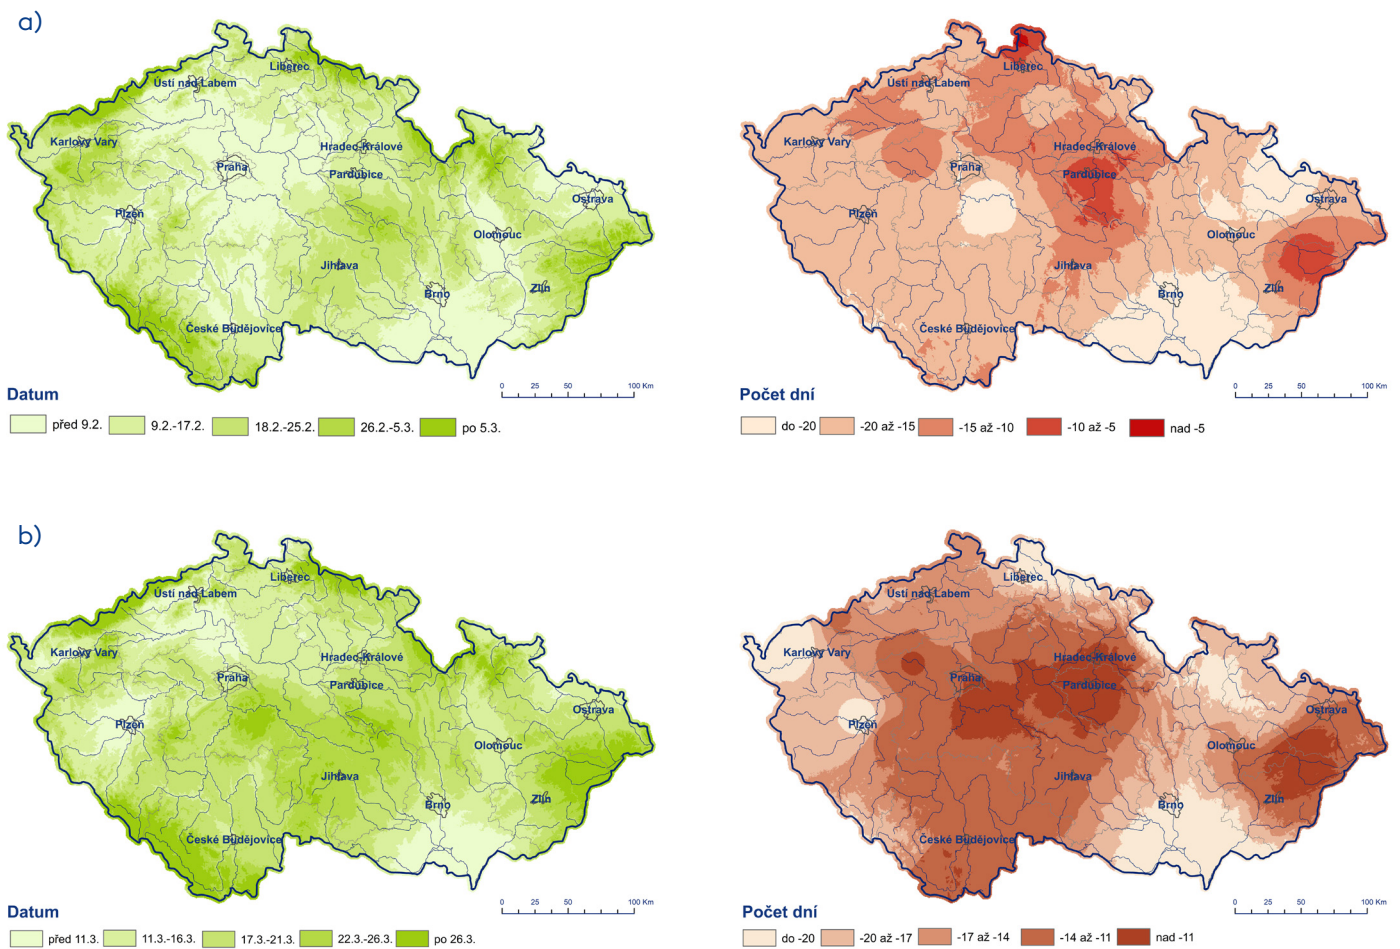 a)
Liberec
Ústí nad Labem
Karlovy Vary
Hradec-Králové
Praha
Pardubice
Ostrava
Plzeň
Olomouc
Jihlava
Brno
Zlín
České Budějovice
Datum
0 25 50 100 Km
před 9.2. 9.2.-17.2. 18.2.-25.2. 26.2.-5.3. po 5.3.
Liberec
Ústí nad Labem
Karlovy Vary
Hradec-Králové
Praha
Pardubice
Ostrava
Plzeň
Olomouc
Jihlava
Brno
Zlín
České Budějovice
Počet dní
0 25 50 100 Km
do -20 -20 až -15 -15 až -10 -10 až -5 nad -5
b)
Liberec
Ústí nad Labem
Karlovy Vary
Hradec-Králové
Praha
Pardubice
Ostrava
Plzeň
Olomouc
Jihlava
Brno
Zlín
České Budějovice
Datum
0 25 50 100 Km
před 11.3. 11.3.-16.3. 17.3.-21.3. 22.3.-26.3. po 26.3.
Liberec
Ústí nad Labem
Karlovy Vary
Hradec-Králové
Praha
Pardubice
Ostrava
Plzeň
Olomouc
Jihlava
Brno
Zlín
České Budějovice
Počet dní
0 25 50 100 Km
do -20 -20 až -17 -17 až -14 -14 až -11 nad -11